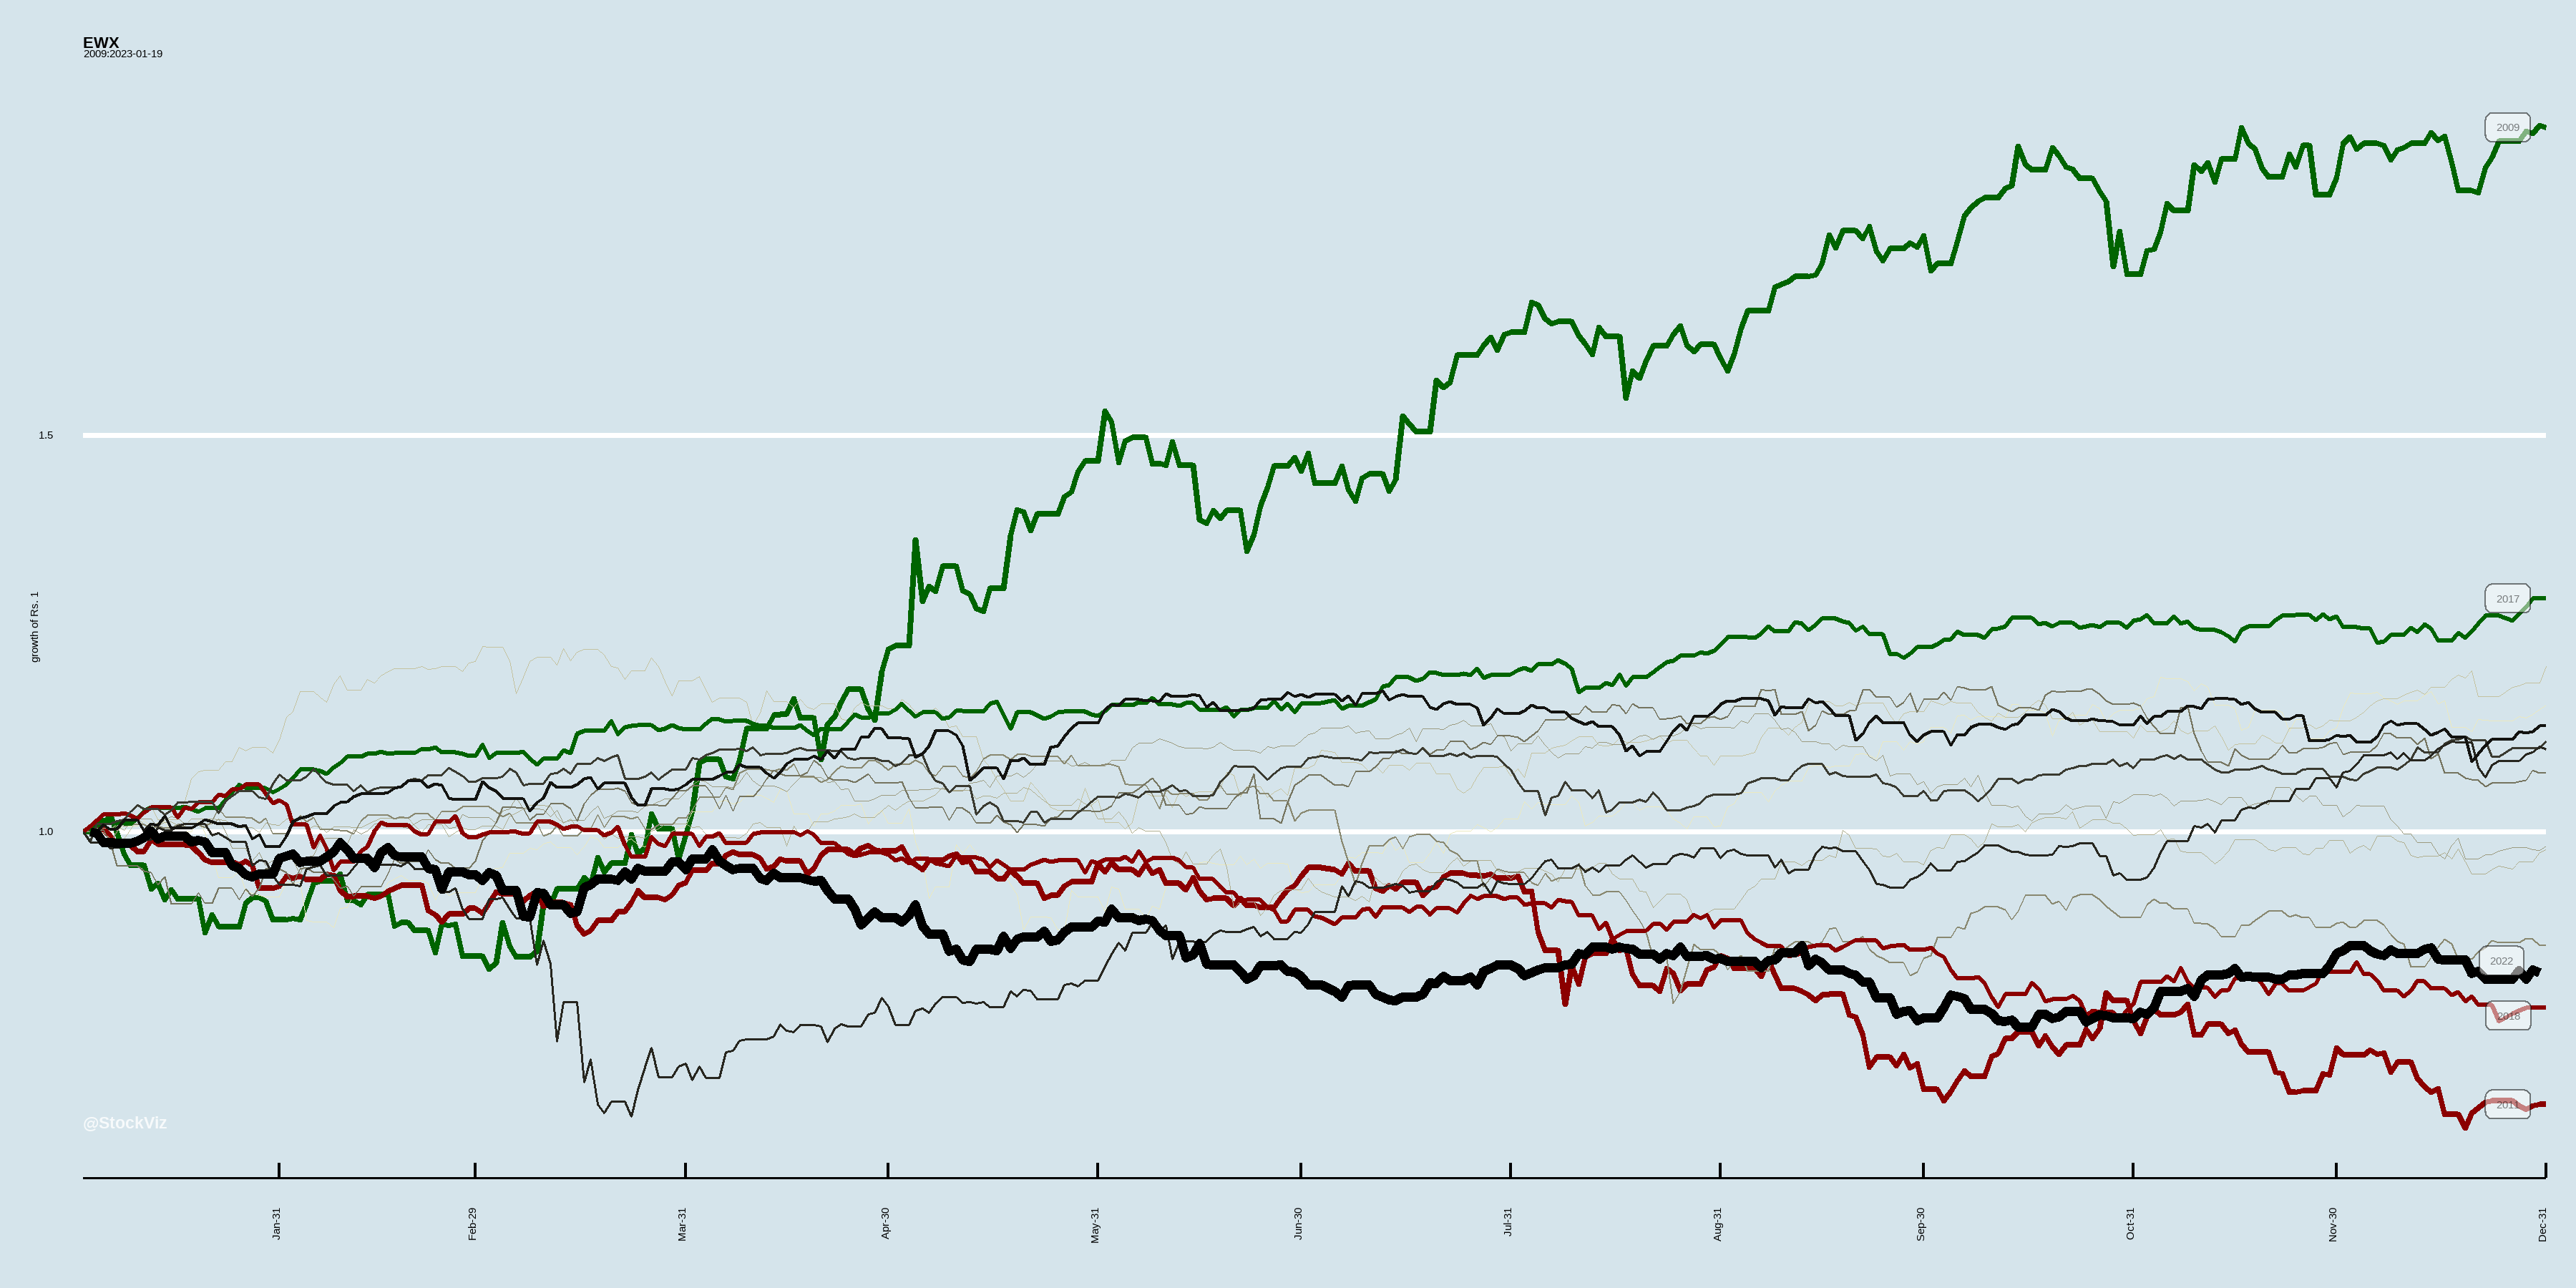 EWX
2009:2023-01-19
2009
1.5
growth of Rs. 1
2017
1.0
2022
2018
2011
@StockViz
Jan-31
Feb-29
Mar-31
Apr-30
May-31
Jun-30
Jul-31
Aug-31
Sep-30
Oct-31
Nov-30
Dec-31